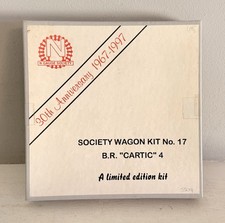 N
30th Anniversary 1967-1997
SOCIETY WAGON KIT No. 17
B.R. "CARTIC" 4
A limited edition kit